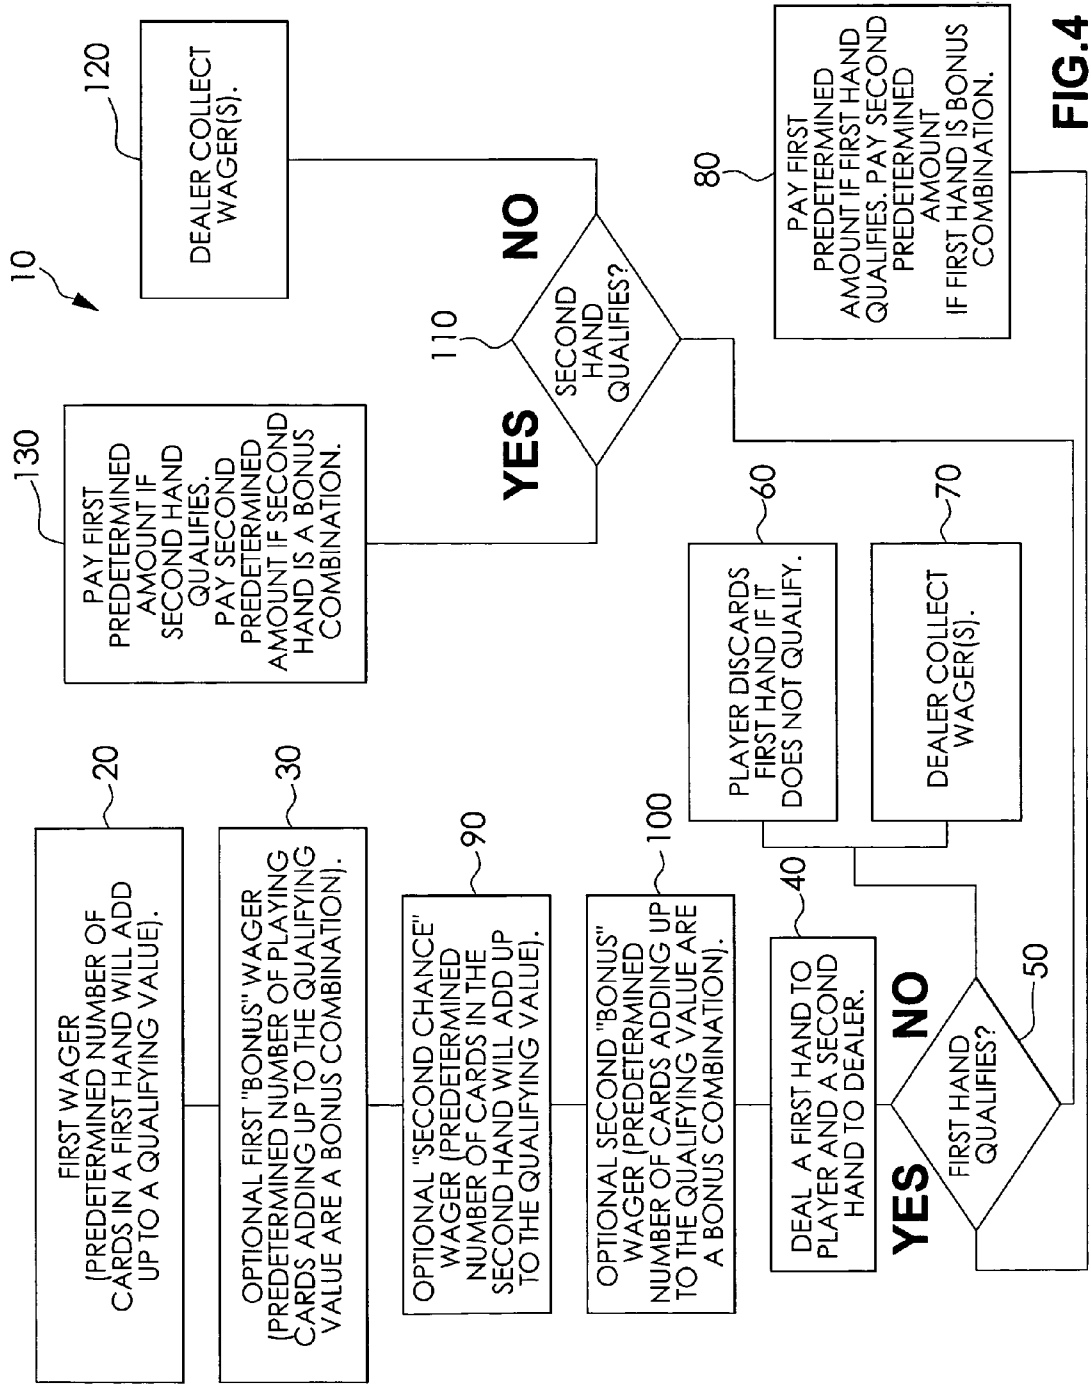 10
20
FIRST WAGER
(PREDETERMINED NUMBER OF
CARDS IN A FIRST HAND WILL ADD
UP TO A QUALIFYING VALUE).
30
OPTIONAL FIRST "BONUS" WAGER
(PREDETERMINED NUMBER OF PLAYING
CARDS ADDING UP TO THE QUALIFYING
VALUE ARE A BONUS COMBINATION).
90
OPTIONAL "SECOND CHANCE"
WAGER (PREDETERMINED
NUMBER OF CARDS IN THE
SECOND HAND WILL ADD UP
TO THE QUALIFYING VALUE).
100
OPTIONAL SECOND "BONUS"
WAGER (PREDETERMINED
NUMBER OF CARDS ADDING UP
TO THE QUALIFYING VALUE ARE
A BONUS COMBINATION).
40
DEAL A FIRST HAND TO
PLAYER AND A SECOND
HAND TO DEALER.
YES
NO
FIRST HAND
QUALIFIES?
50
60
PLAYER DISCARDS
FIRST HAND IF IT
DOES NOT QUALIFY.
70
DEALER COLLECT
WAGER(S).
130
PAY FIRST
PREDETERMINED
AMOUNT IF
SECOND HAND
QUALIFIES.
PAY SECOND
PREDETERMINED
AMOUNT IF SECOND
HAND IS A BONUS
COMBINATION.
YES
110
SECOND
HAND
QUALIFIES?
NO
120
DEALER COLLECT
WAGER(S).
80
PAY FIRST
PREDETERMINED
AMOUNT IF FIRST HAND
QUALIFIES. PAY SECOND
PREDETERMINED
AMOUNT
IF FIRST HAND IS BONUS
COMBINATION.
FIG.4